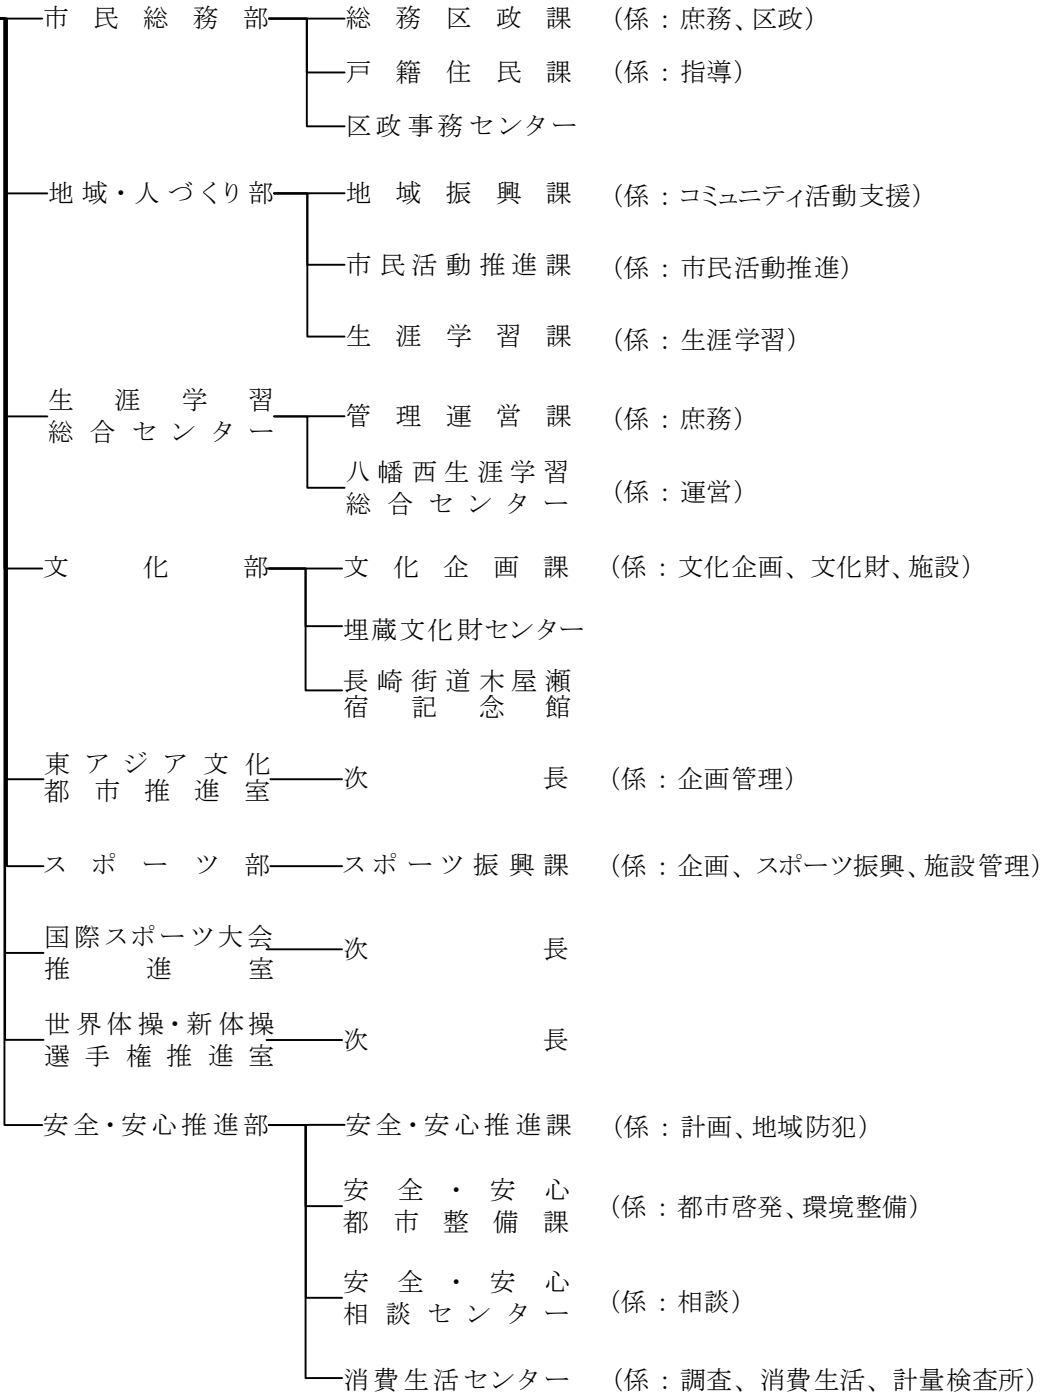 市民総務部 総務区政課 (係：庶務、区政)
戸籍住民課 (係：指導)
区政事務センター
地域・人づくり部 地域振興課 (係：コミュニティ活動支援)
市民活動推進課 (係：市民活動推進)
生涯学習課 (係：生涯学習)
生涯学習
総合センター
管理運営課 (係：庶務)
八幡西生涯学習
総合センター
(係：運営)
文化部 文化企画課 (係：文化企画、文化財、施設)
埋蔵文化財センター
長崎街道木屋瀬
宿記念館
東アジア文化
都市推進室
次長 (係：企画管理)
スポーツ部 スポーツ振興課 (係：企画、スポーツ振興、施設管理)
国際スポーツ大会
推進室
次長
世界体操・新体操
選手権推進室
次長
安全・安心推進部 安全・安心推進課 (係：計画、地域防犯)
安全・安心
都市整備課
(係：都市啓発、環境整備)
安全・安心
相談センター
(係：相談)
消費生活センター (係：調査、消費生活、計量検査所)